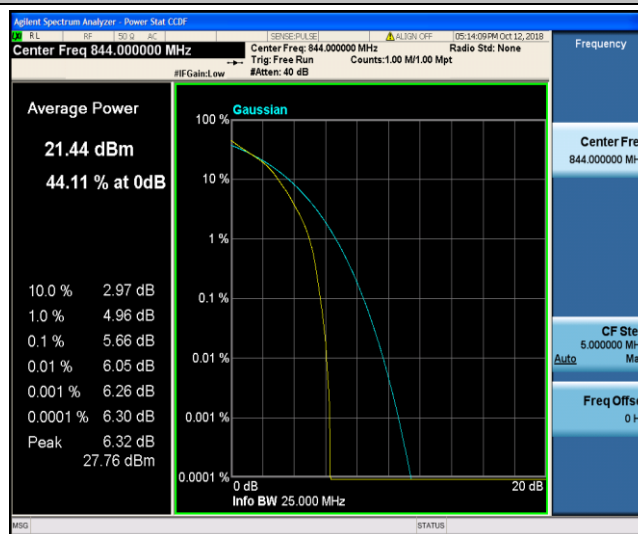 Agilent Spectrum Analyzer - Power Stat CCDF
RL RF 50 Ω AC SENSE:PULSE ALIGN OFF 05:14:09PM Oct 12, 2018
Center Freq 844.000000 MHz
Center Freq: 844.000000 MHz Radio Std: None
Trig: Free Run Counts:1.00 M/1.00 Mpt
#IFGain:Low #Atten: 40 dB
Frequency
Average Power
21.44 dBm
44.11 % at 0dB
10.0 % 2.97 dB
1.0 % 4.96 dB
0.1 % 5.66 dB
0.01 % 6.05 dB
0.001 % 6.26 dB
0.0001 % 6.30 dB
Peak 6.32 dB
27.76 dBm
Gaussian
100 %
10 %
1 %
0.1 %
0.01 %
0.001 %
0.0001 %
0 dB 20 dB
Info BW 25.000 MHz
Center Fre
844.000000 MH
CF Ste
5.000000 MH
Auto Ma
Freq Offse
0 H
MSG STATUS